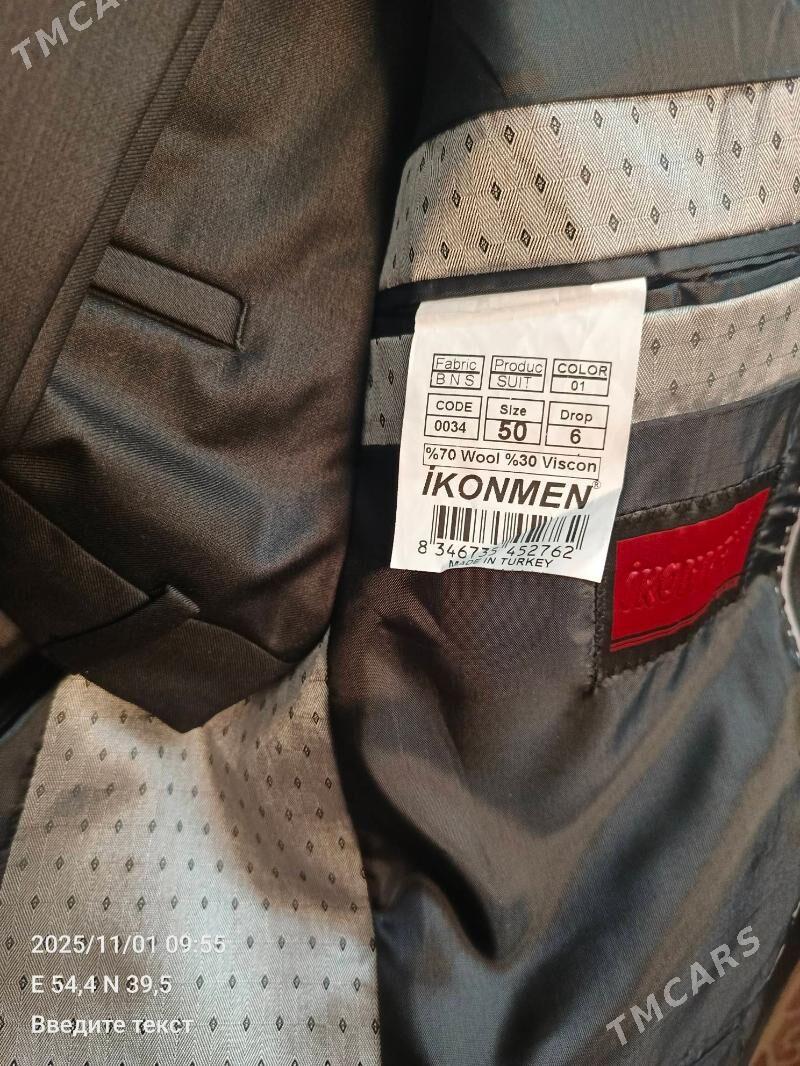 TMCARS
Fabric Produc COLOR
BNS SUIT 01
CODE Size Drop
0034 50 6
%70 Wool %30 Viscon
İKONMEN®
8 346735 452762
MADE IN TURKEY
2025/11/01 09:55
E 54,4 N 39,5
Введите текст
TMCARS